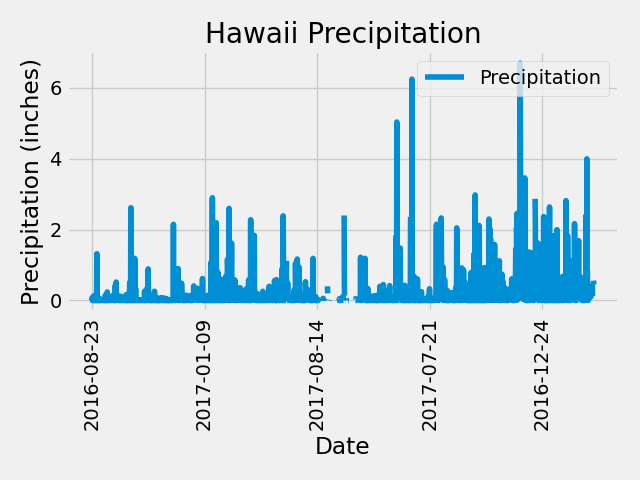 Hawaii Precipitation
Precipitation
Precipitation (inches)
6
4
2
0
2016-08-23
2017-01-09
2017-08-14
2017-07-21
2016-12-24
Date